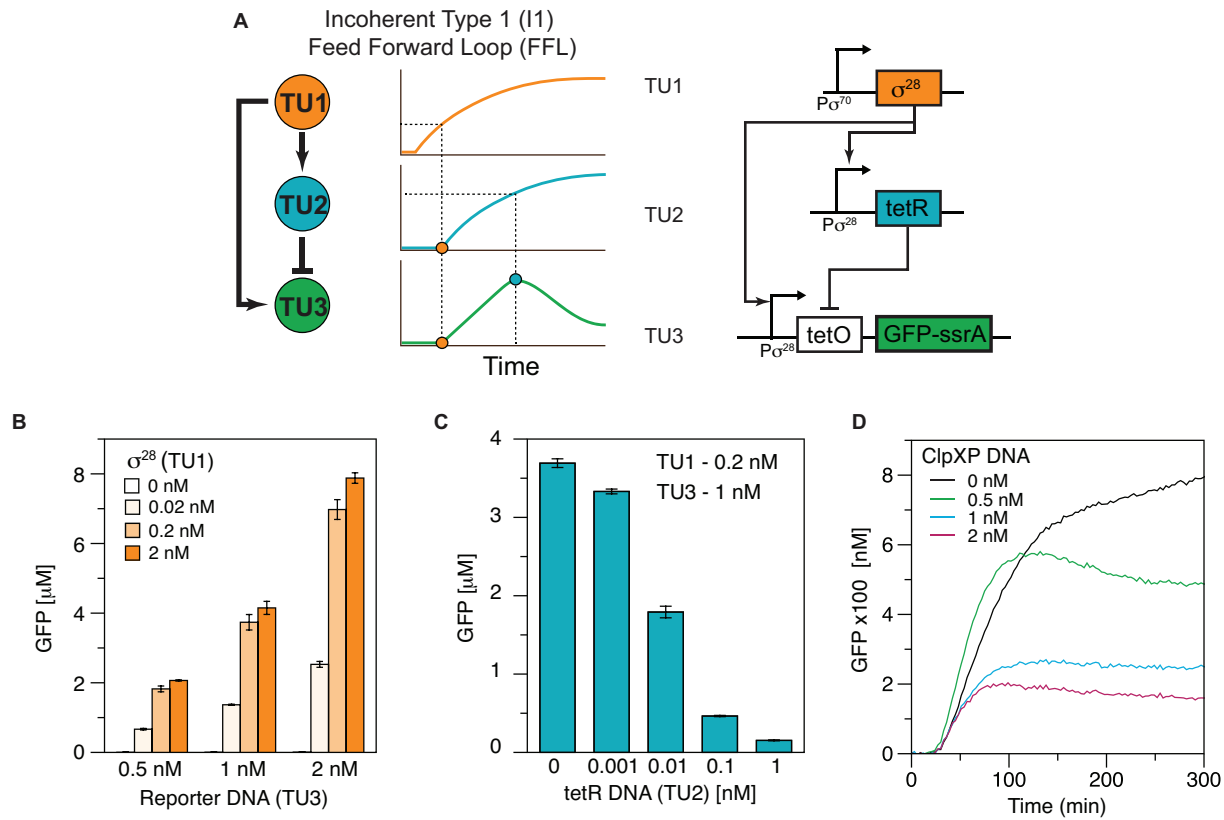 A
Incoherent Type 1 (I1)
Feed Forward Loop (FFL)
TU1
TU2
TU3
TU1
TU2
TU3
Time
Pσ70
σ28
Pσ28
tetR
Pσ28
tetO
GFP-ssrA
B
σ28 (TU1)
0 nM
0.02 nM
0.2 nM
2 nM
GFP [μM]
8
6
4
2
0
0.5 nM 1 nM 2 nM
Reporter DNA (TU3)
C
TU1 - 0.2 nM
TU3 - 1 nM
GFP [μM]
4
3
2
1
0
0 0.001 0.01 0.1 1
tetR DNA (TU2) [nM]
D
ClpXP DNA
0 nM
0.5 nM
1 nM
2 nM
GFP x100 [nM]
8
6
4
2
0
0 100 200 300
Time (min)